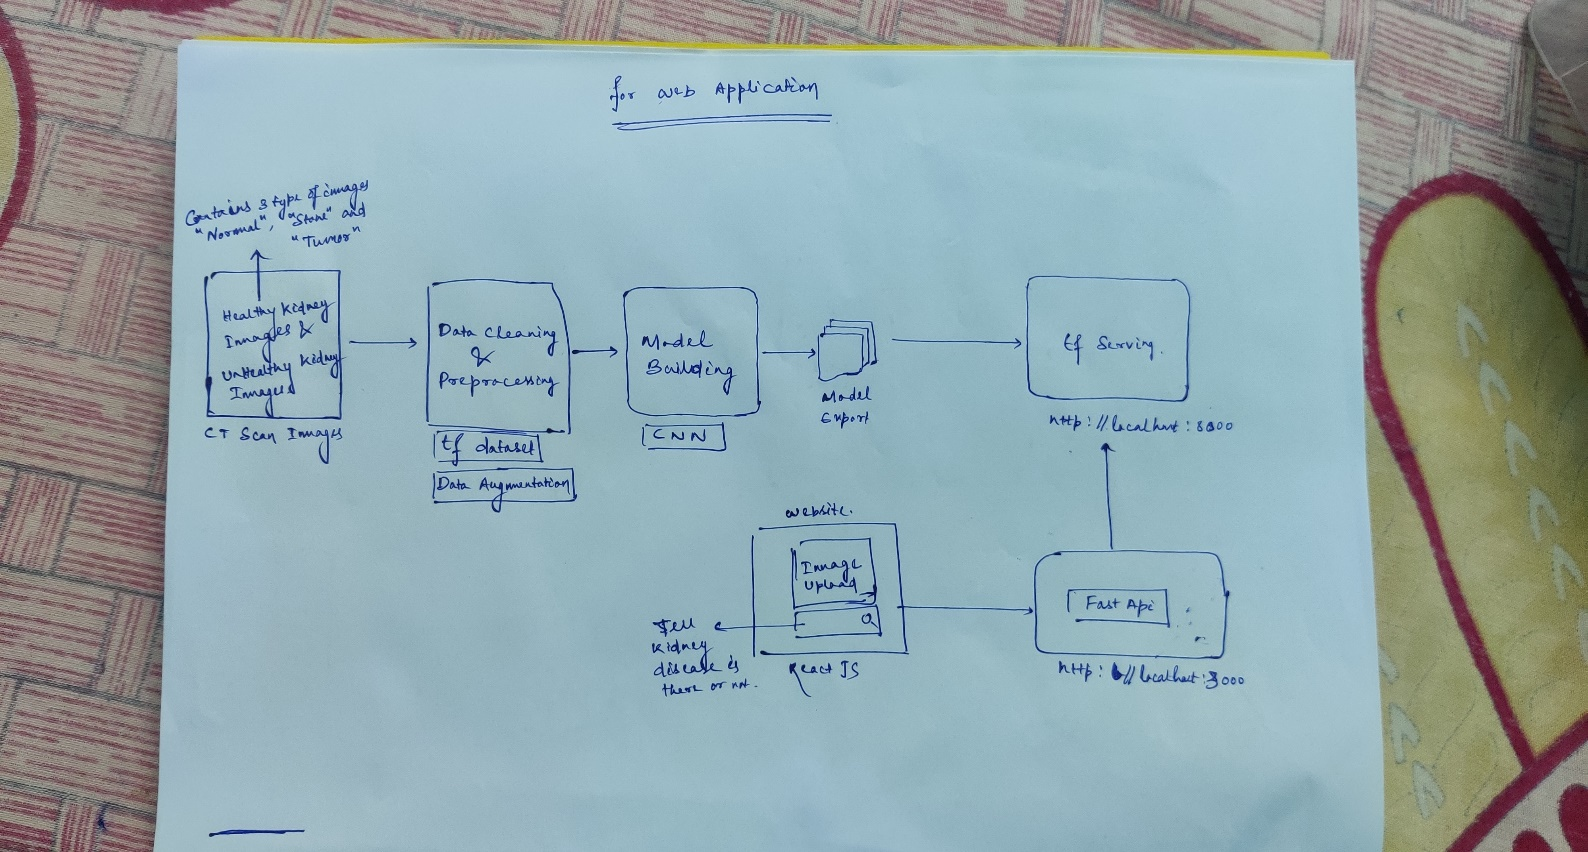 for web Application
Contains 3 type of images
"Normal", "Stone" and
"Tumor"
Healthy Kidney
Images &
UnHealthy Kidney
Images
CT Scan Images
Data Cleaning
&
Preprocessing
tf dataset
Data Augmentation
Model
Building
CNN
Model
Export
tf Serving.
http://localhost:
website.
Image
Upload
Tell
kidney
disease is
there or not.
React JS
Fast Api
http://localhost:3000